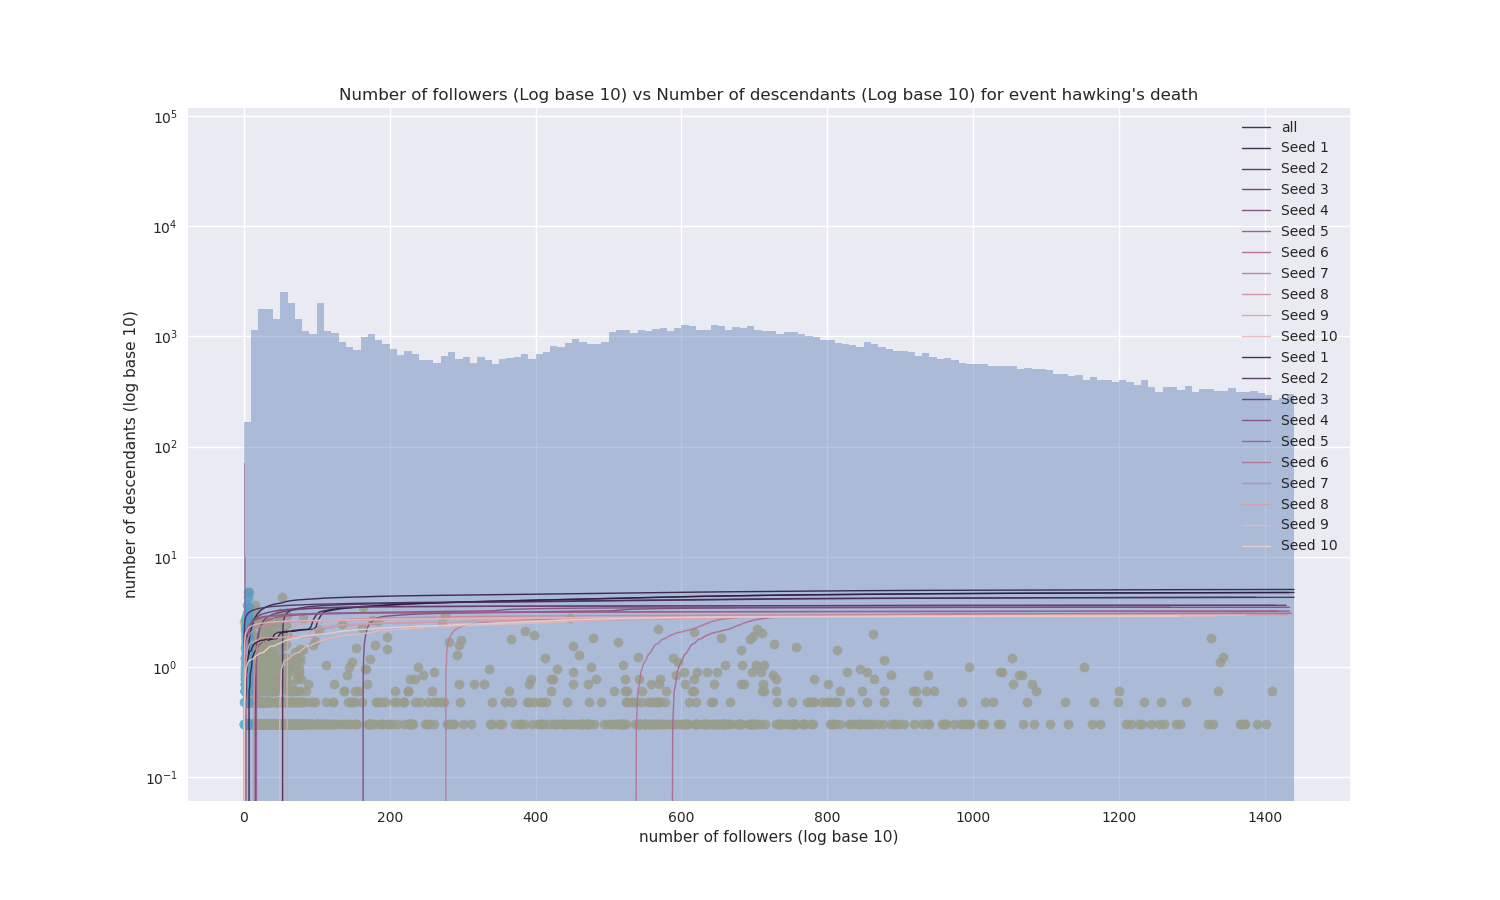 Number of followers (Log base 10) vs Number of descendants (Log base 10) for event hawking's death
10^5
10^4
10^3
10^2
10^1
10^0
10^−1
number of descendants (log base 10)
all
Seed 1
Seed 2
Seed 3
Seed 4
Seed 5
Seed 6
Seed 7
Seed 8
Seed 9
Seed 10
Seed 1
Seed 2
Seed 3
Seed 4
Seed 5
Seed 6
Seed 7
Seed 8
Seed 9
Seed 10
0 200 400 600 800 1000 1200 1400
number of followers (log base 10)